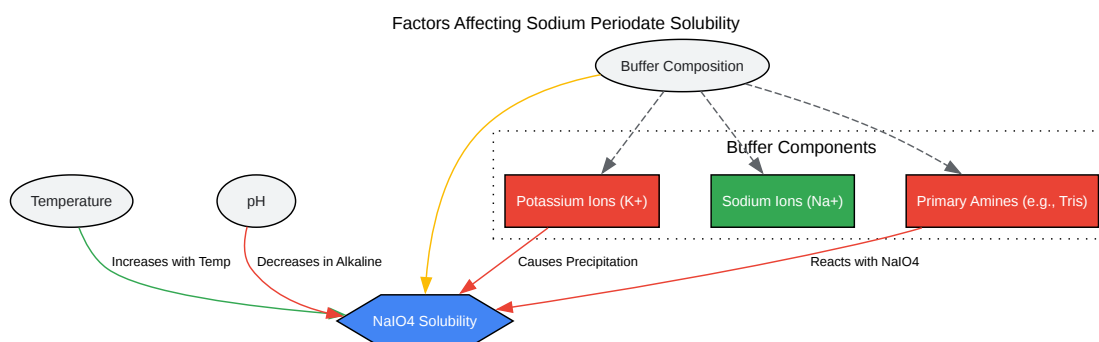 Factors Affecting Sodium Periodate Solubility
Buffer Composition
Buffer Components
Temperature
pH
Potassium Ions (K+)
Sodium Ions (Na+)
Primary Amines (e.g., Tris)
Increases with Temp
Decreases in Alkaline
Causes Precipitation
Reacts with NaIO4
NaIO4 Solubility